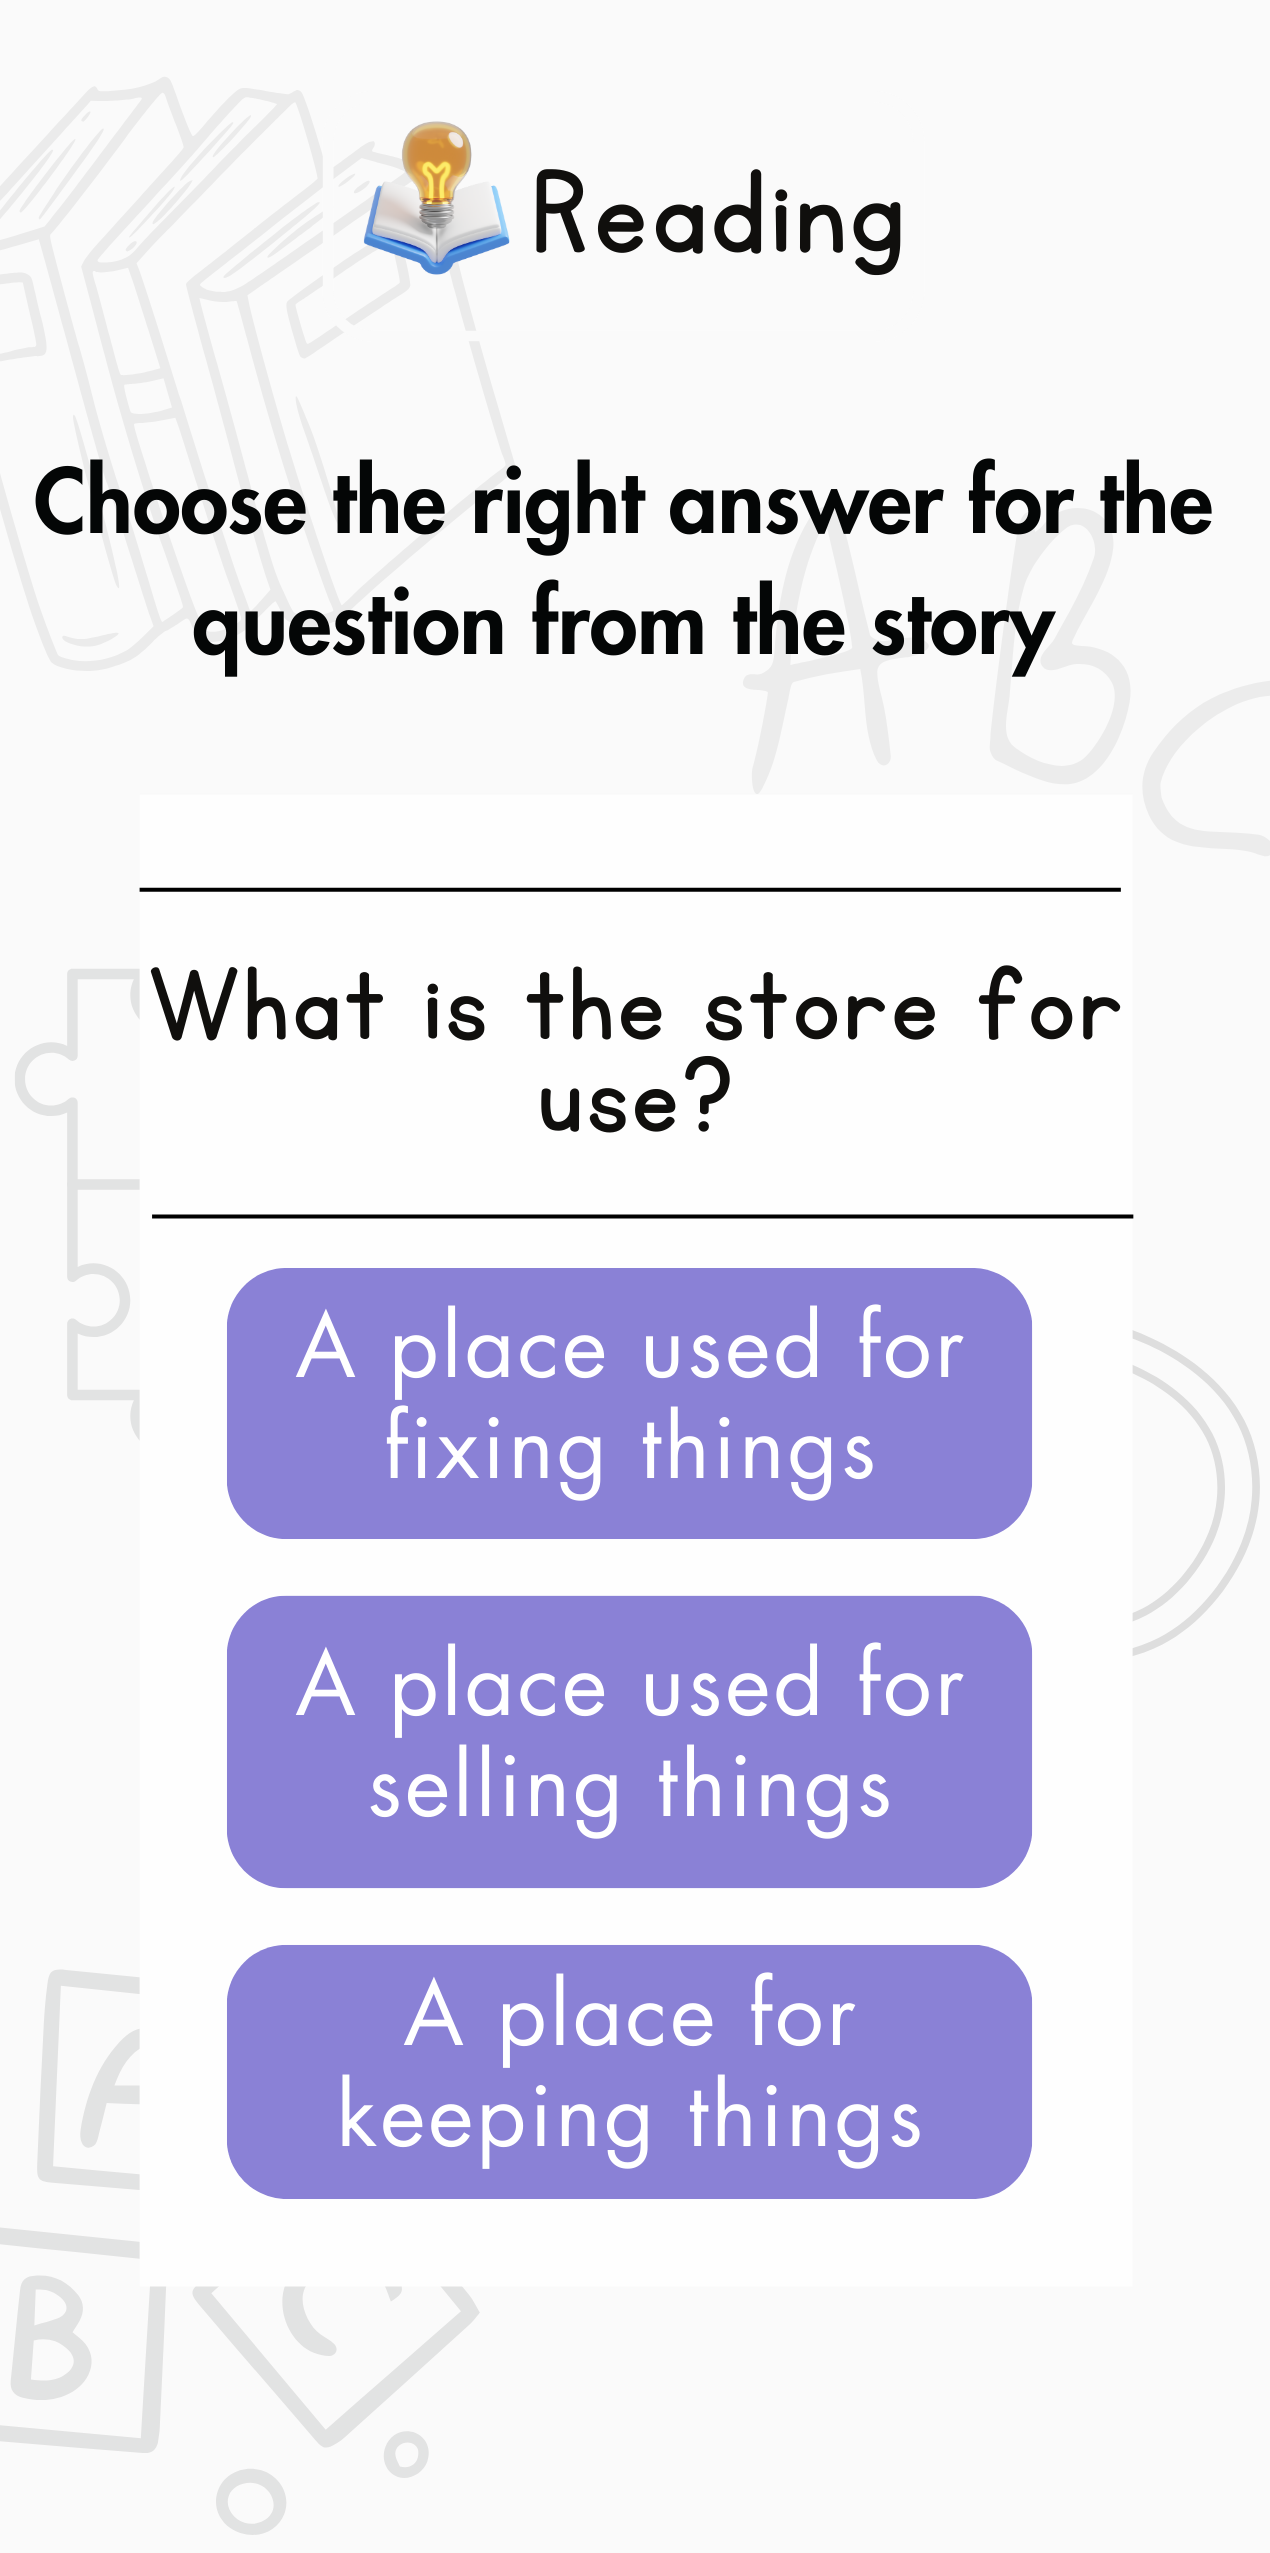 Reading
Choose the right answer for the
question from the story
A B C
What is the store for
use?
A place used for
fixing things
A place used for
selling things
A place for
keeping things
A
B
C